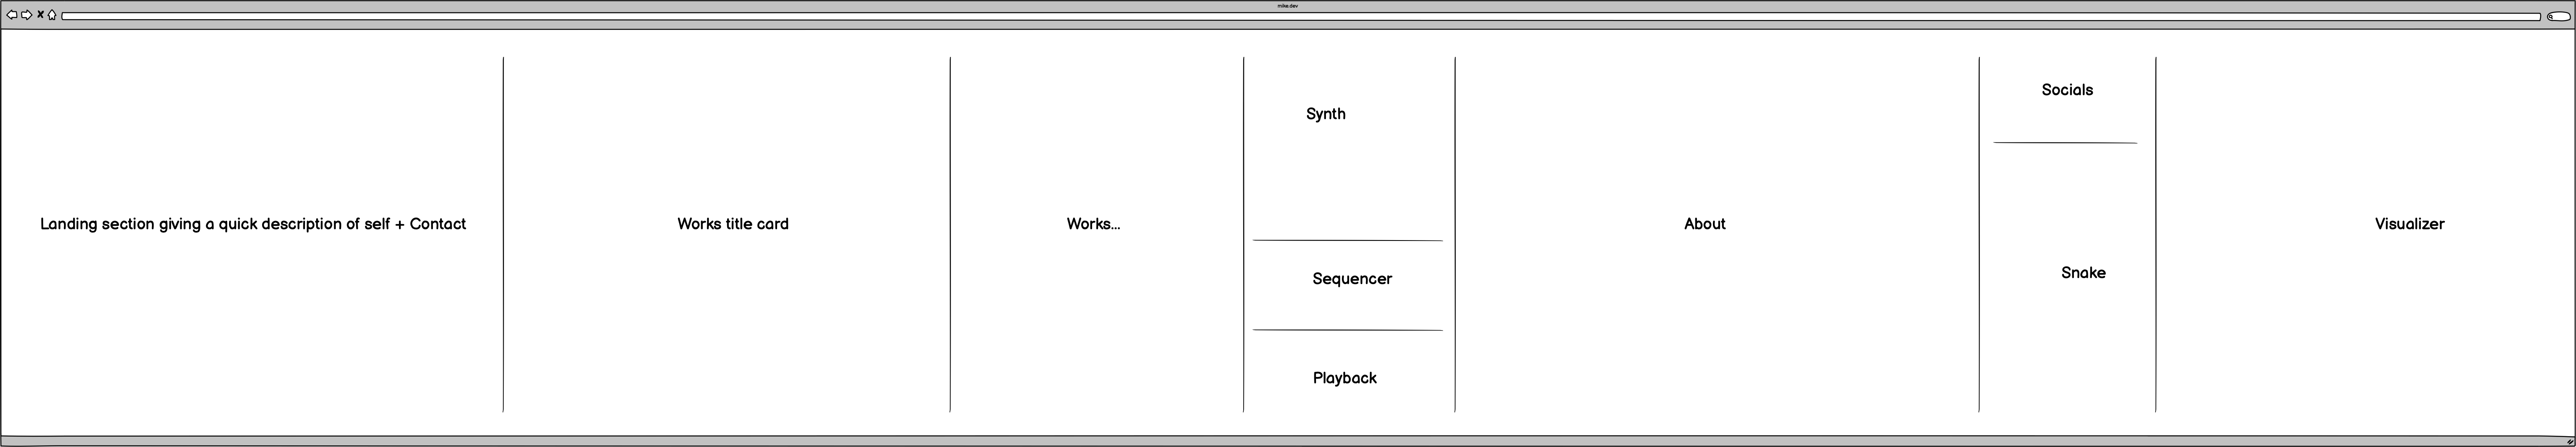 mike.dev
Landing section giving a quick description of self + Contact
Works title card
Works...
Synth
Sequencer
Playback
About
Socials
Snake
Visualizer